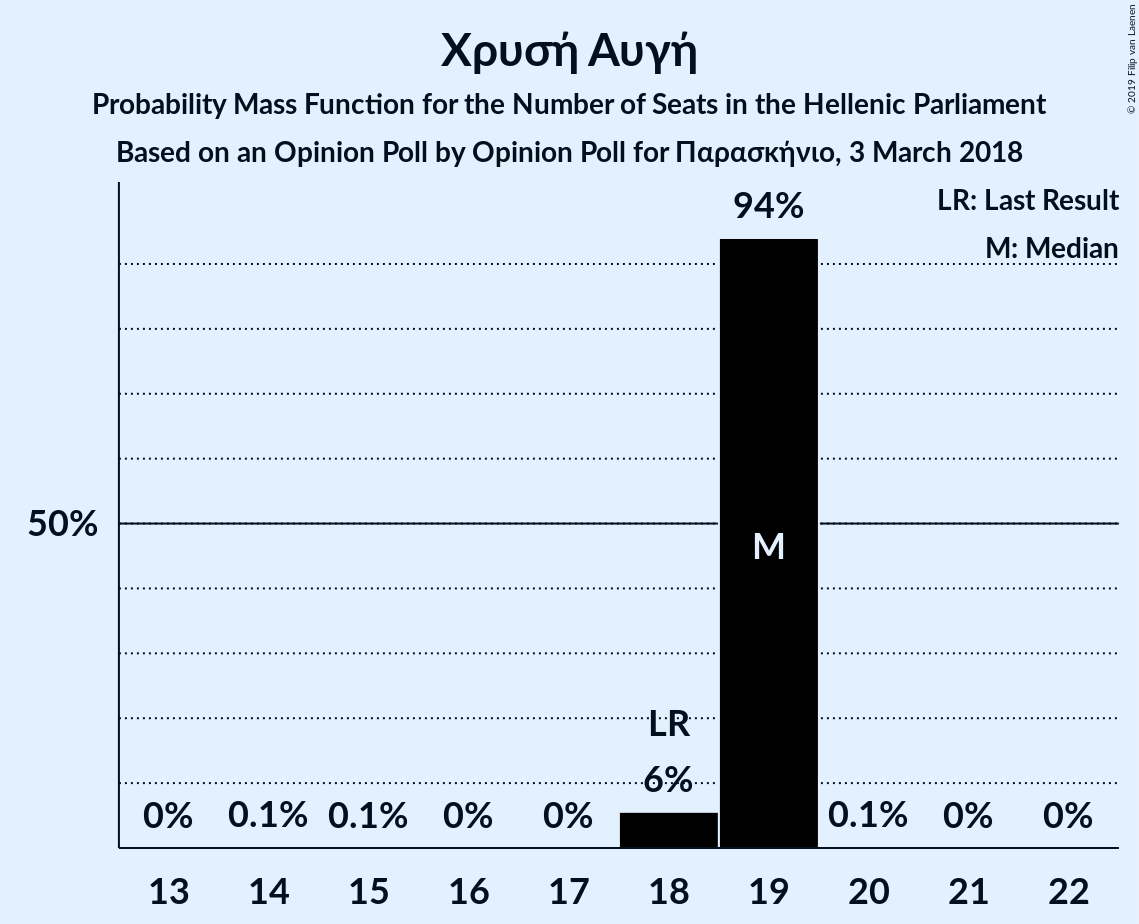 Χρυσή Αυγή
Probability Mass Function for the Number of Seats in the Hellenic Parliament
Based on an Opinion Poll by Opinion Poll for Παρασκήνιο, 3 March 2018
© 2019 Filip van Laenen
LR: Last Result
M: Median
94%
50%
M
LR
6%
0% 0.1% 0.1% 0% 0% 0.1% 0% 0%
13 14 15 16 17 18 19 20 21 22